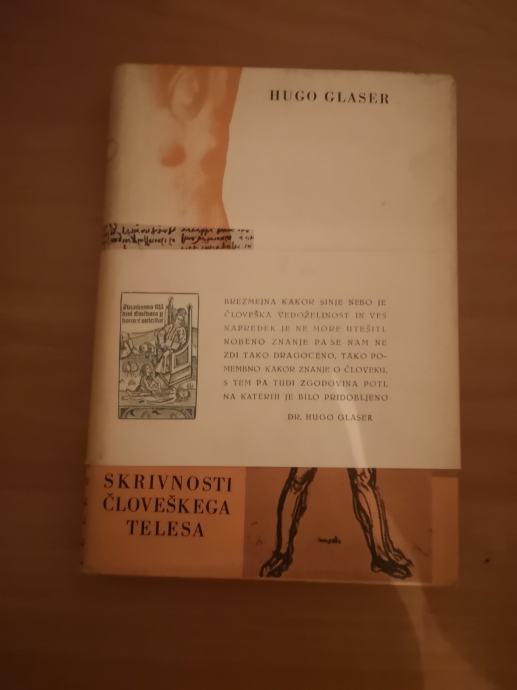 HUGO GLASER
BREZMEJNA KAKOR SINJE NEBO JE
ČLOVEŠKA VEDOŽELJNOST IN VES
NAPREDEK JE NE MORE UTEŠITI.
NOBENO ZNANJE PA SE NAM NE
ZDI TAKO DRAGOCENO, TAKO PO-
MEMBNO KAKOR ZNANJE O ČLOVEKU,
S TEM PA TUDI ZGODOVINA POTI,
NA KATERIH JE BILO PRIDOBLJENO
DR. HUGO GLASER
SKRIVNOSTI
ČLOVEŠKEGA
TELESA